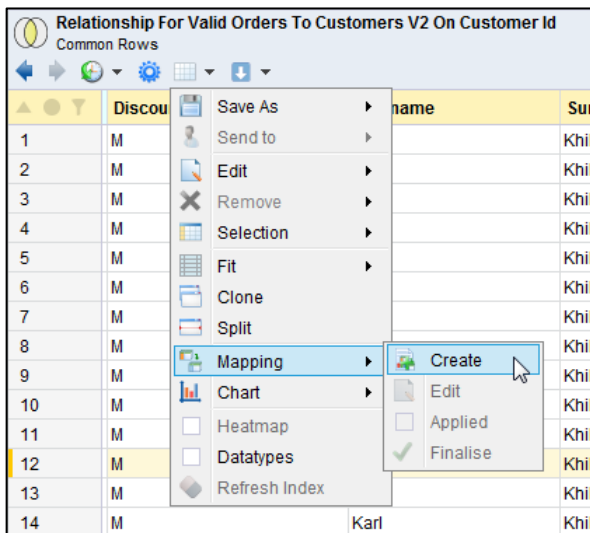 Relationship For Valid Orders To Customers V2 On Customer Id
Common Rows
Save As
Send to
Edit
Remove
Selection
Fit
Clone
Split
Mapping
Chart
Heatmap
Datatypes
Refresh Index
Create
Edit
Applied
Finalise
Discou name Su
1 M Khi
2 M Khi
3 M Khi
4 M Khi
5 M Khi
6 M Khi
7 M Khi
8 M Khi
9 M Khi
10 M Khi
11 M Khi
12 M Khi
13 M Khi
14 M Karl Khi